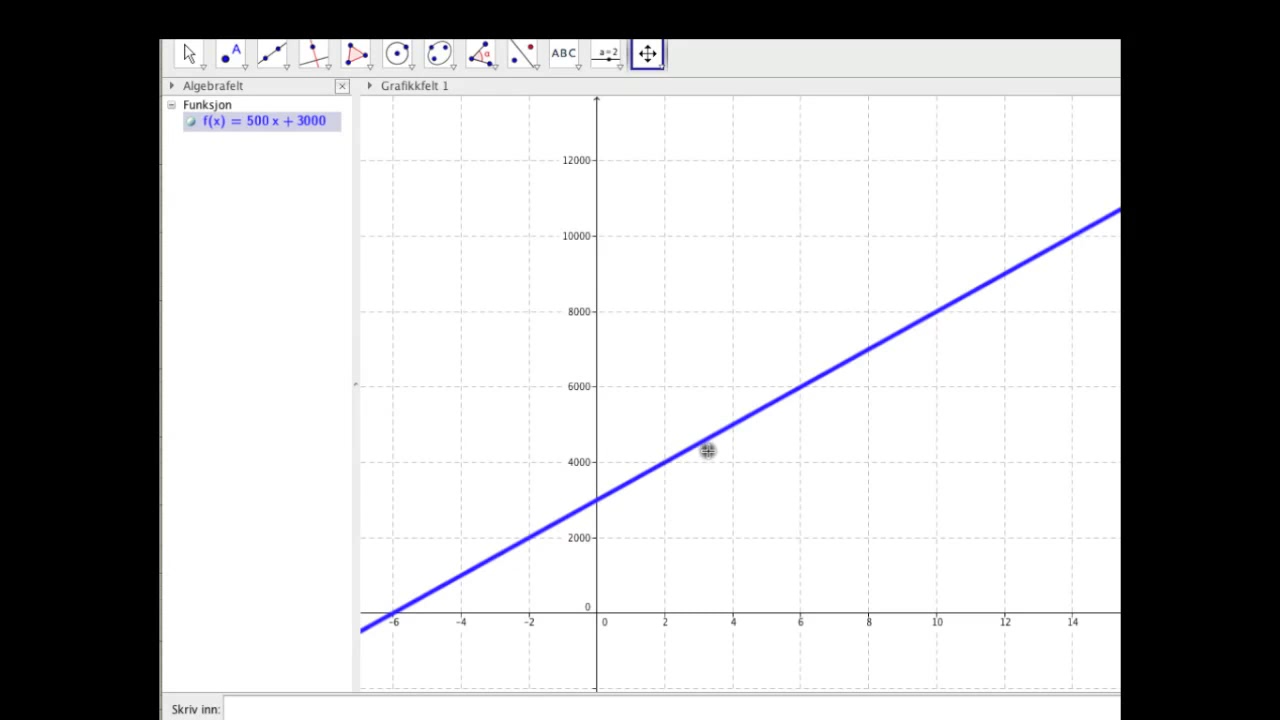 A
α
ABC
a=2
Algebrafelt
Grafikkfelt 1
Funksjon
f(x) = 500 x + 3000
12000
10000
8000
6000
4000
2000
0
-6 -4 -2 0 2 4 6 8 10 12 14
Skriv inn: